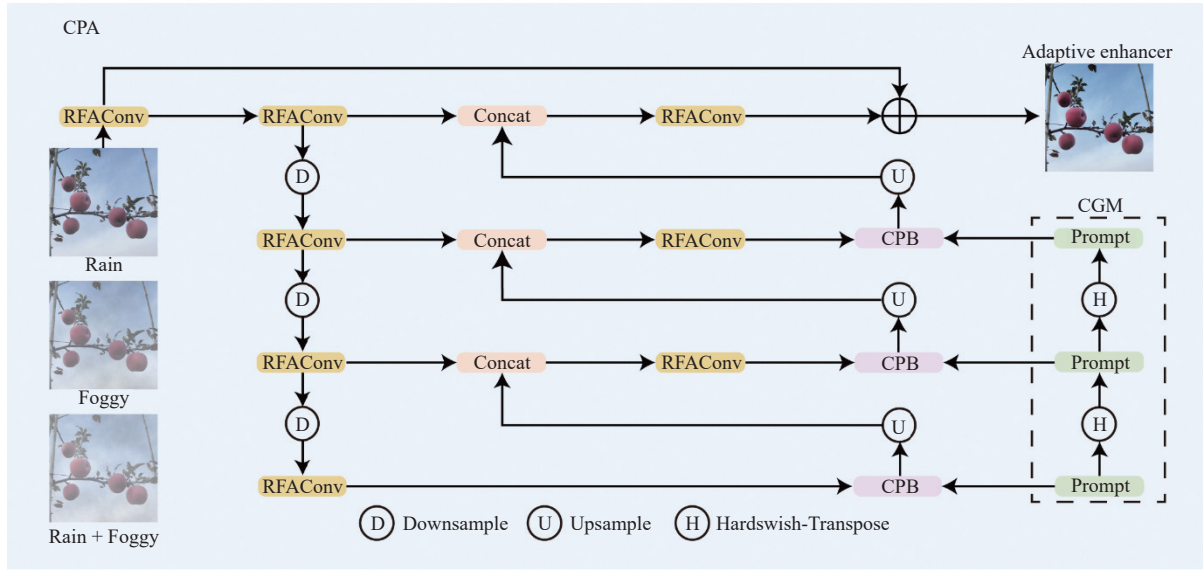 CPA
Adaptive enhancer
RFAConv
RFAConv
Concat
RFAConv
D
U
CGM
Rain
RFAConv
Concat
RFAConv
CPB
Prompt
D
U
H
Foggy
RFAConv
Concat
RFAConv
CPB
Prompt
D
U
H
RFAConv
CPB
Prompt
Rain + Foggy
D Downsample U Upsample H Hardswish-Transpose